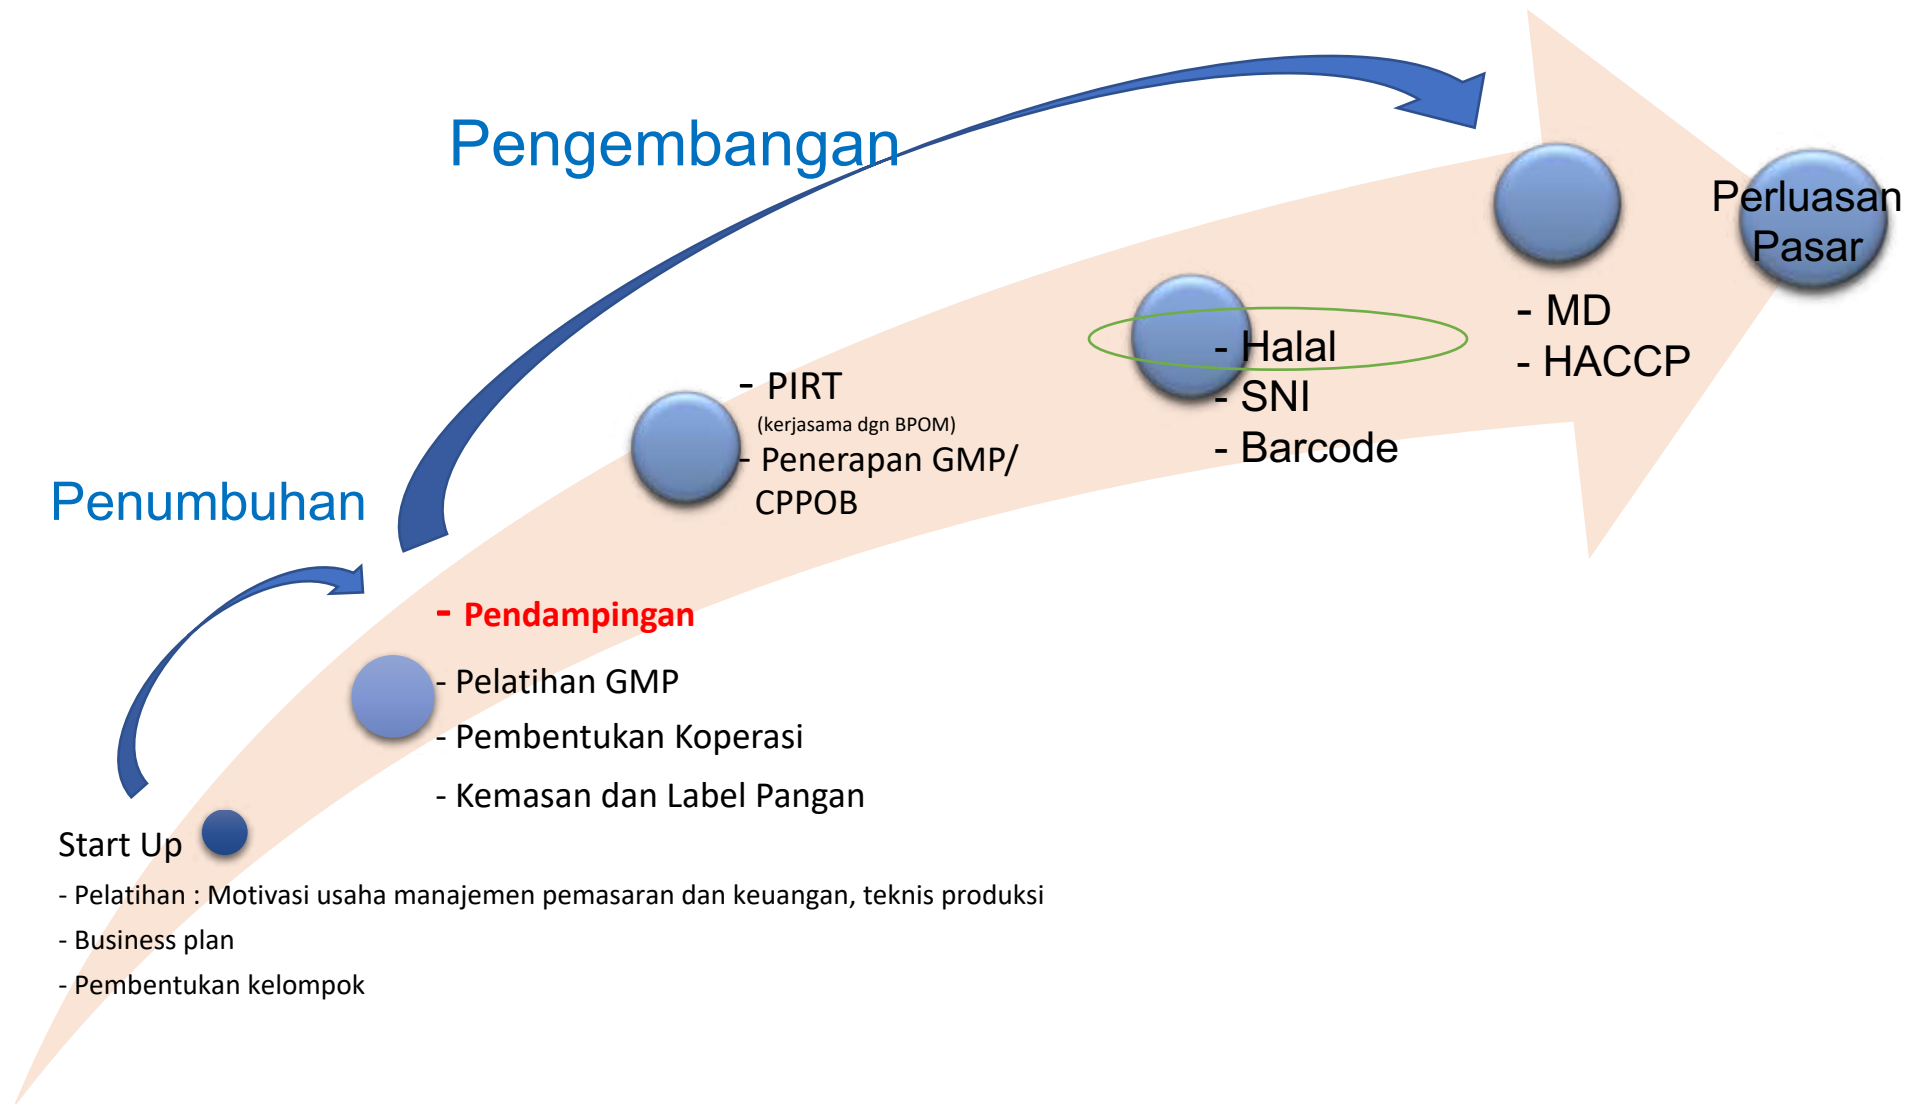 Pengembangan
Perluasan
Pasar
- MD
- HACCP
- Halal
- SNI
- Barcode
- PIRT
(kerjasama dgn BPOM)
- Penerapan GMP/
CPPOB
Penumbuhan
- Pendampingan
- Pelatihan GMP
- Pembentukan Koperasi
- Kemasan dan Label Pangan
Start Up
- Pelatihan : Motivasi usaha manajemen pemasaran dan keuangan, teknis produksi
- Business plan
- Pembentukan kelompok